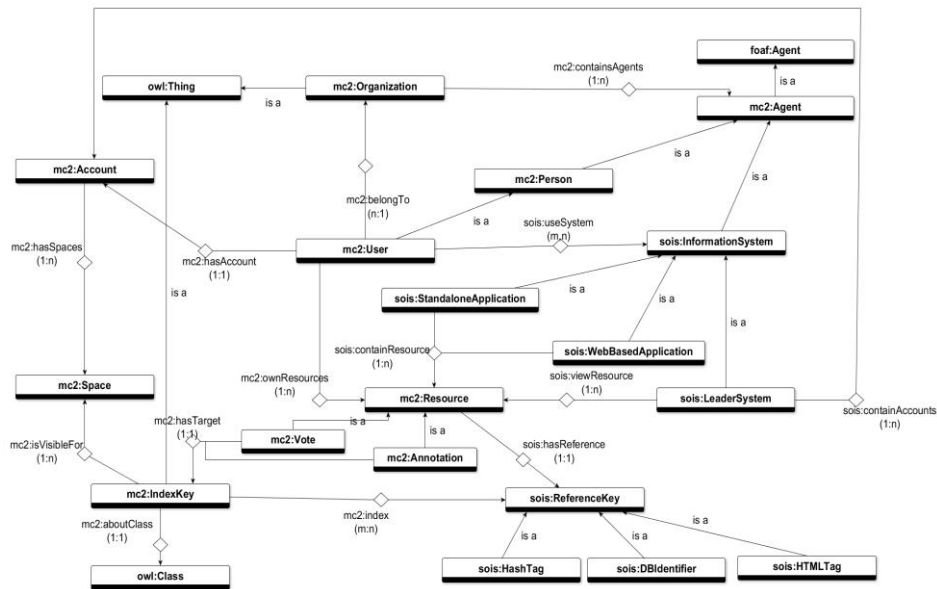 foaf:Agent
mc2:containsAgents
(1:n)
is a
owl:Thing
mc2:Organization
is a
mc2:Agent
is a
is a
mc2:Account
mc2:Person
mc2:belongTo
(n:1)
is a
sois:useSystem
(m,n)
mc2:hasSpaces
(1:n)
mc2:hasAccount
(1:1)
mc2:User
sois:InformationSystem
is a
sois:StandaloneApplication
is a
is a
is a
sois:containResource
(1:n)
sois:WebBasedApplication
mc2:ownResources
(1:n)
sois:viewResource
(1:n)
mc2:Space
mc2:Resource
sois:LeaderSystem
sois:containAccounts
(1:n)
mc2:hasTarget
(1:1)
is a
mc2:Vote
is a
mc2:isVisibleFor
(1:n)
mc2:Annotation
sois:hasReference
(1:1)
mc2:IndexKey
sois:ReferenceKey
mc2:index
(m:n)
mc2:aboutClass
(1:1)
is a
is a
is a
owl:Class
sois:HashTag
sois:DBIdentifier
sois:HTMLTag